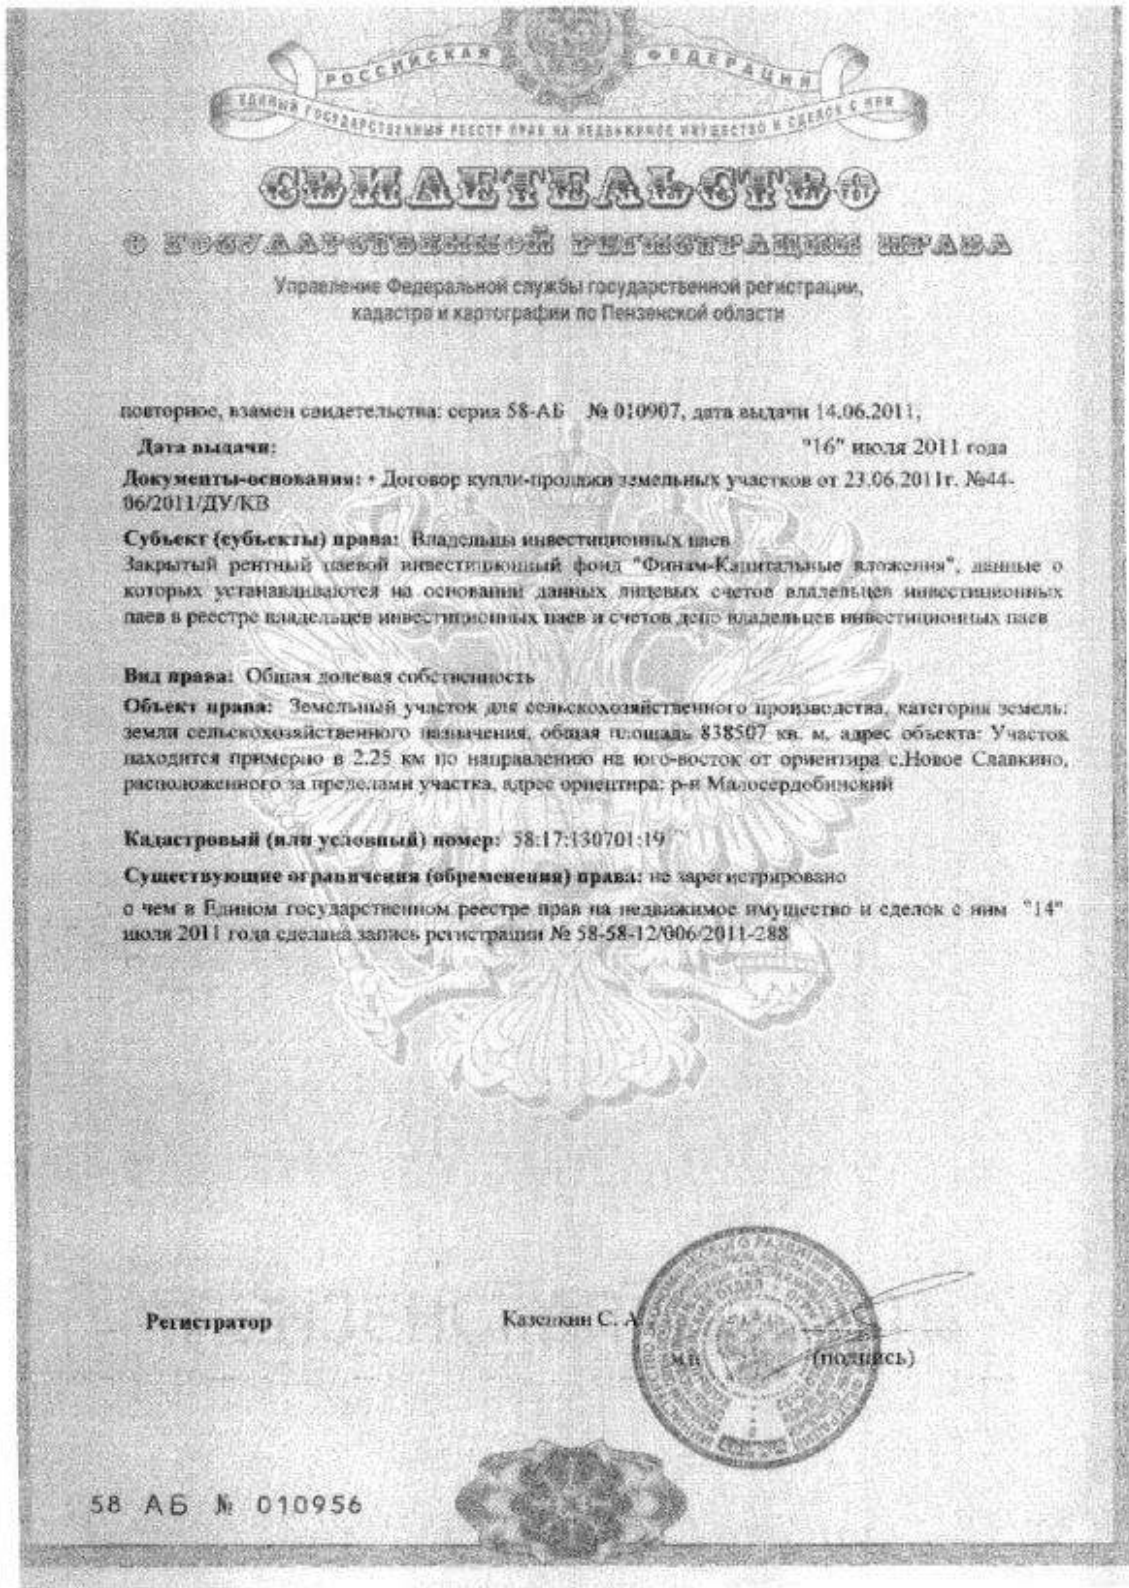 РОССИЙСКАЯ ФЕДЕРАЦИЯ
ЕДИНЫЙ ГОСУДАРСТВЕННЫЙ РЕЕСТР ПРАВ НА НЕДВИЖИМОЕ ИМУЩЕСТВО И СДЕЛОК С НИМ
СВИДЕТЕЛЬСТВО
О ГОСУДАРСТВЕННОЙ РЕГИСТРАЦИИ ПРАВА
Управление Федеральной службы государственной регистрации,
кадастра и картографии по Пензенской области
повторное, взамен свидетельства: серия 58-АБ № 010907, дата выдачи 14.06.2011,
Дата выдачи: "16" июля 2011 года
Документы-основания: • Договор купли-продажи земельных участков от 23.06.2011г. №44-
06/2011/ДУ/КВ
Субъект (субъекты) права: Владельцы инвестиционных паев
Закрытый рентный паевой инвестиционный фонд "Финам-Капитальные вложения", данные о
которых устанавливаются на основании данных лицевых счетов владельцев инвестиционных
паев в реестре владельцев инвестиционных паев и счетов депо владельцев инвестиционных паев
Вид права: Общая долевая собственность
Объект права: Земельный участок для сельскохозяйственного производства, категория земель:
земли сельскохозяйственного назначения, общая площадь 838507 кв. м, адрес объекта: Участок
находится примерно в 2.25 км по направлению на юго-восток от ориентира с.Новое Славкино,
расположенного за пределами участка, адрес ориентира: р-н Малосердобинский
Кадастровый (или условный) номер: 58:17:130701:19
Существующие ограничения (обременения) права: не зарегистрировано
о чем в Едином государственном реестре прав на недвижимое имущество и сделок с ним "14"
июля 2011 года сделана запись регистрации № 58-58-12/006/2011-288
Регистратор Казенкин С. А
м.п. (подпись)
58 АБ № 010956